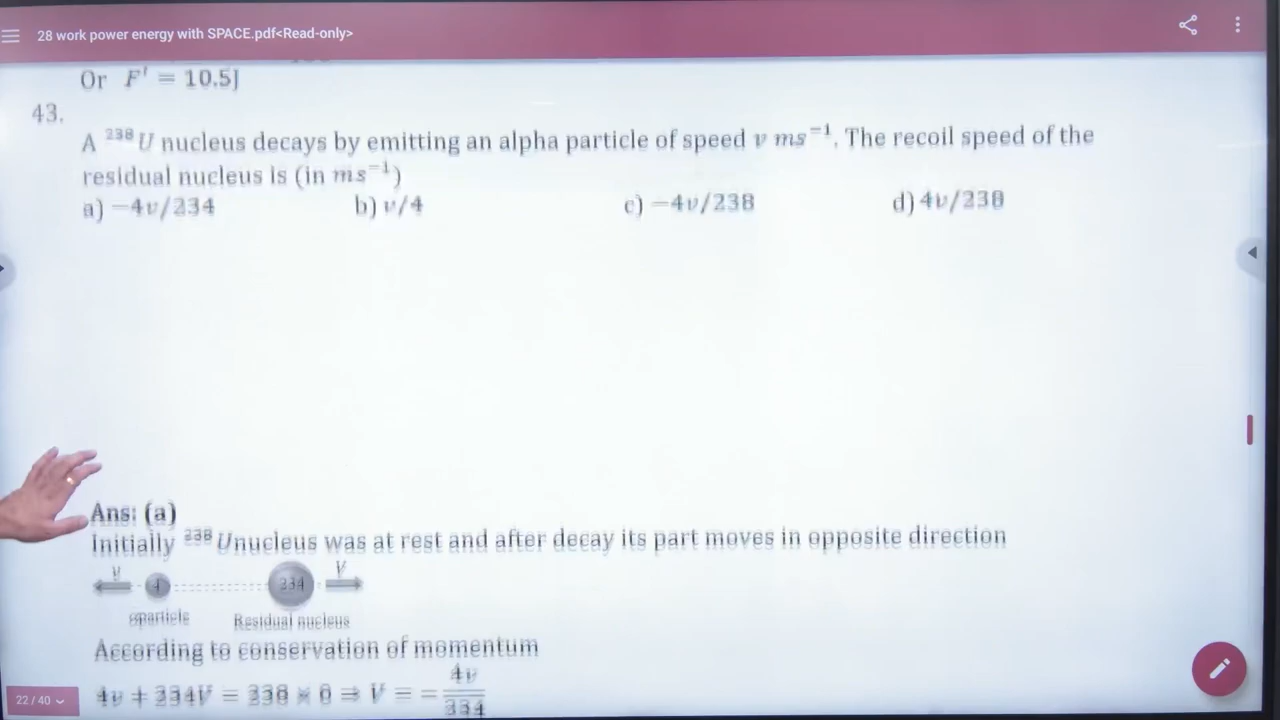 28 work power energy with SPACE.pdf<Read-only>
Or F' = 10.5J
43.
A ²³⁸U nucleus decays by emitting an alpha particle of speed v ms⁻¹. The recoil speed of the
residual nucleus is (in ms⁻¹)
a) −4v/234 b) v/4 c) −4v/238 d) 4v/238
Ans: (a)
Initially ²³⁸Unucleus was at rest and after decay its part moves in opposite direction
v 4 234 V
αparticle Residual nucleus
According to conservation of momentum
4v + 234V = 238 × 0 ⇒ V = −4v/234
22 / 40